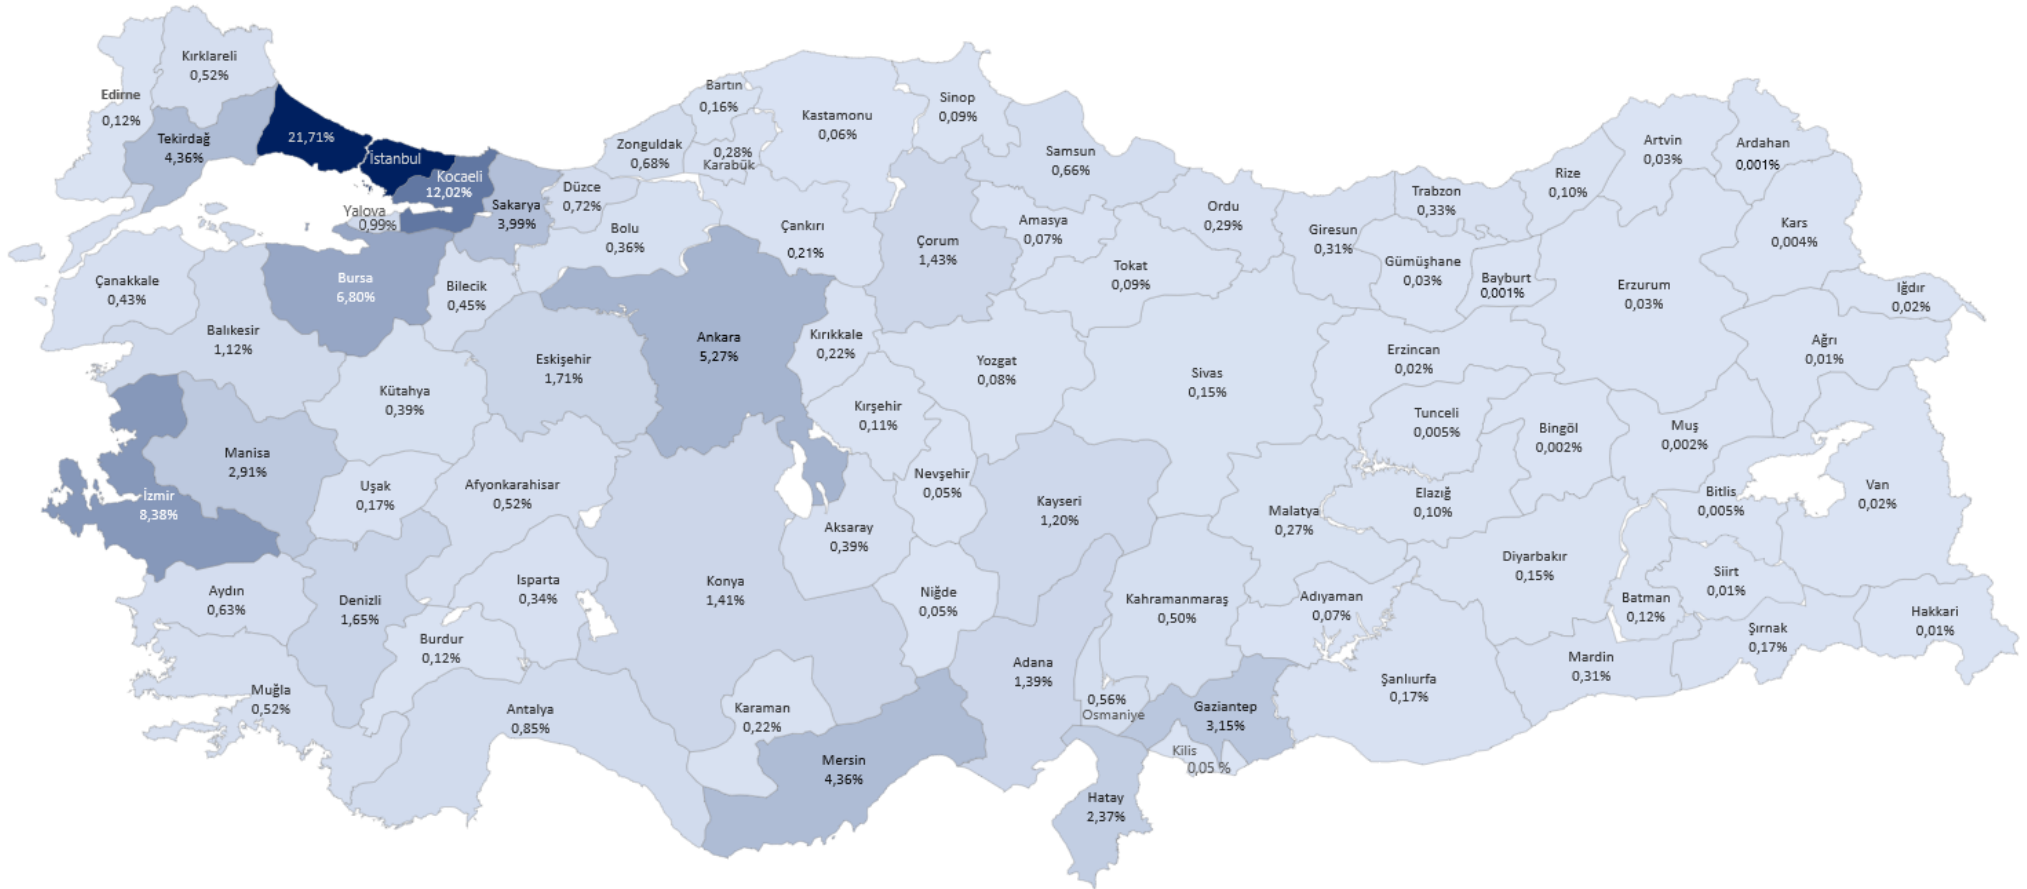 Kırklareli
0,52%
Edirne
0,12%
Tekirdağ
4,36%
21,71%
İstanbul
Kocaeli
12,02%
Yalova
0,99%
Sakarya
3,99%
Düzce
0,72%
Zonguldak
0,68%
Bartın
0,16%
0,28%
Karabük
Kastamonu
0,06%
Sinop
0,09%
Samsun
0,66%
Bolu
0,36%
Çankırı
0,21%
Çorum
1,43%
Amasya
0,07%
Tokat
0,09%
Ordu
0,29%
Giresun
0,31%
Trabzon
0,33%
Gümüşhane
0,03%
Bayburt
0,001%
Rize
0,10%
Artvin
0,03%
Ardahan
0,001%
Kars
0,004%
Erzurum
0,03%
Iğdır
0,02%
Ağrı
0,01%
Çanakkale
0,43%
Balıkesir
1,12%
Bursa
6,80%
Bilecik
0,45%
Eskişehir
1,71%
Kütahya
0,39%
Ankara
5,27%
Kırıkkale
0,22%
Kırşehir
0,11%
Yozgat
0,08%
Sivas
0,15%
Erzincan
0,02%
Tunceli
0,005%
Bingöl
0,002%
Muş
0,002%
Bitlis
0,005%
Van
0,02%
Manisa
2,91%
İzmir
8,38%
Uşak
0,17%
Afyonkarahisar
0,52%
Konya
1,41%
Aksaray
0,39%
Nevşehir
0,05%
Niğde
0,05%
Kayseri
1,20%
Malatya
0,27%
Elazığ
0,10%
Diyarbakır
0,15%
Batman
0,12%
Siirt
0,01%
Şırnak
0,17%
Hakkari
0,01%
Mardin
0,31%
Şanlıurfa
0,17%
Adıyaman
0,07%
Kahramanmaraş
0,50%
Gaziantep
3,15%
Kilis
0,05 %
0,56%
Osmaniye
Hatay
2,37%
Adana
1,39%
Mersin
4,36%
Karaman
0,22%
Antalya
0,85%
Isparta
0,34%
Burdur
0,12%
Denizli
1,65%
Aydın
0,63%
Muğla
0,52%